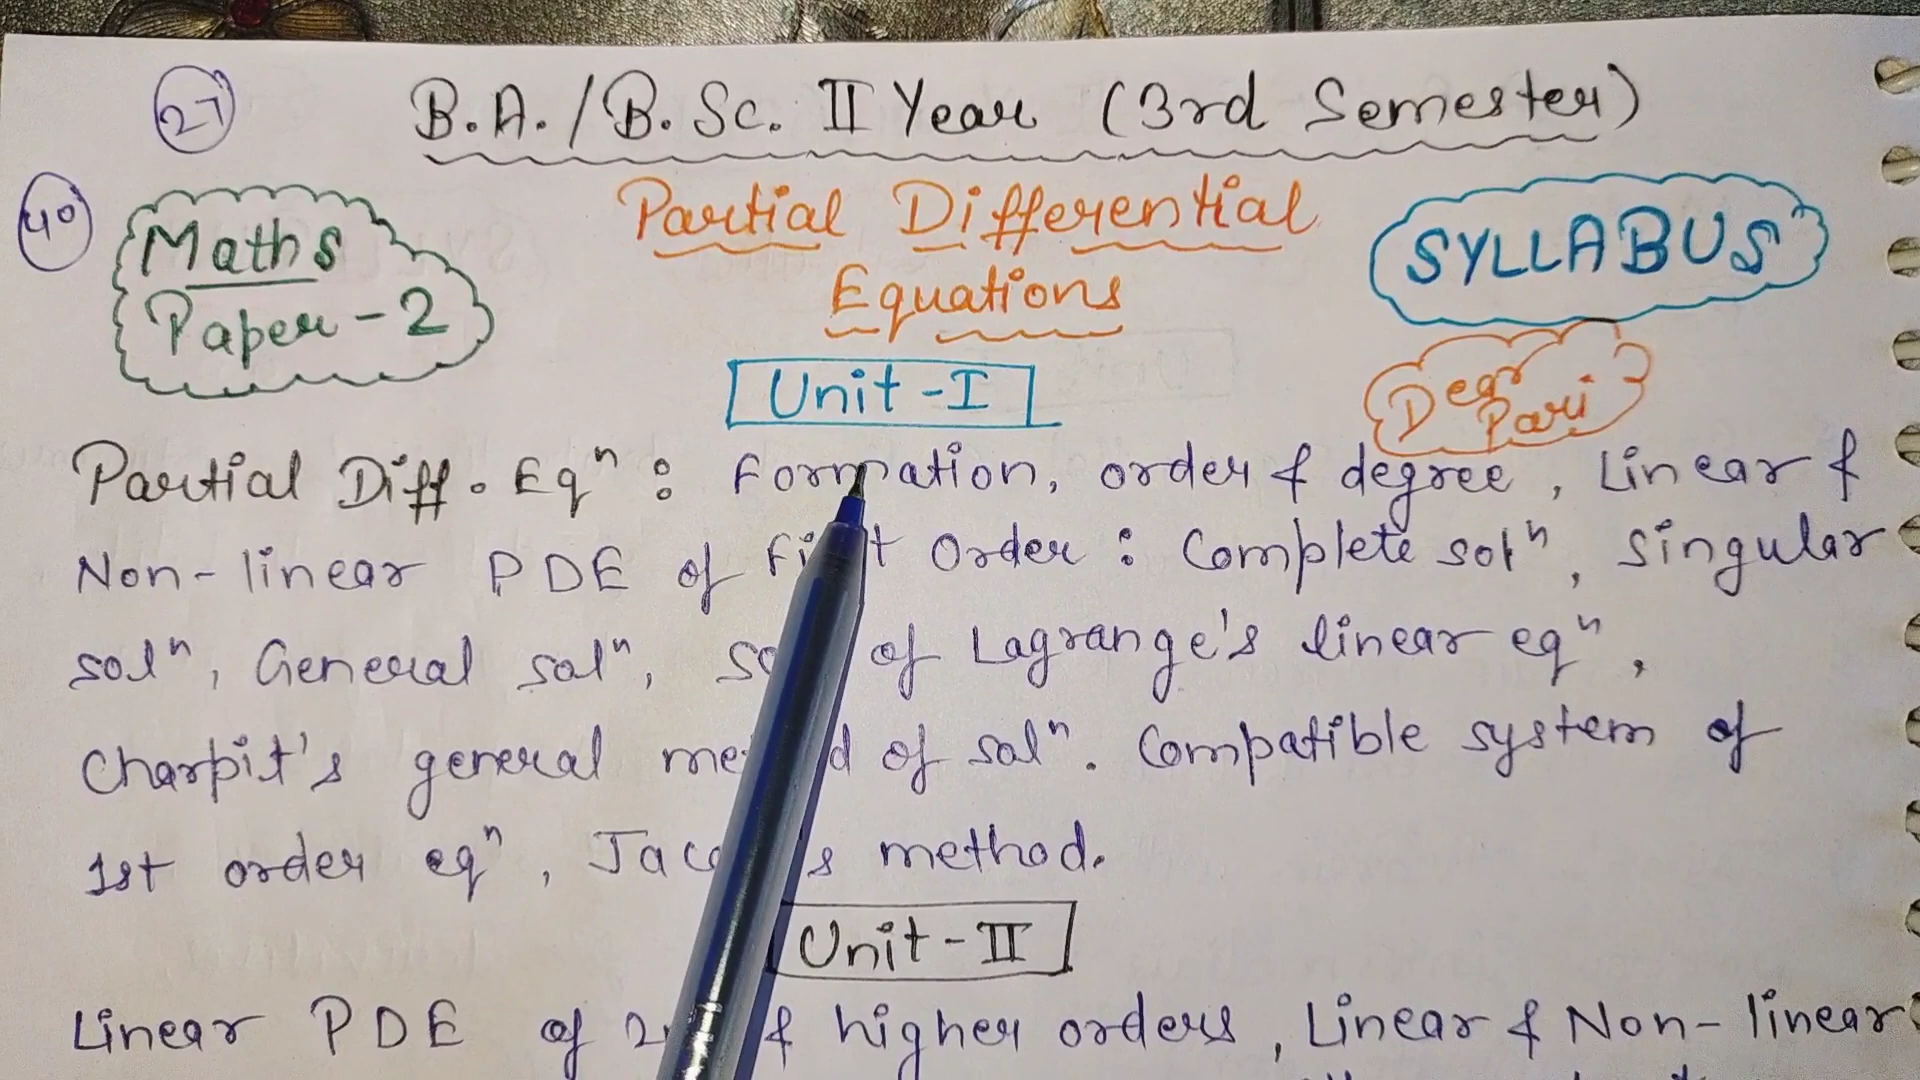 27
B.A./B.Sc. II Year (3rd Semester)
40
Maths
Paper-2
Partial Differential
Equations
SYLLABUS
Dear
Pari
Unit-I
Partial Diff. Eqⁿ : Formation, order & degree, Linear &
Non-linear PDE of Order : Complete solⁿ, Singular
solⁿ, General solⁿ, of Lagrange's linear eqⁿ,
Charpit's general of solⁿ. Compatible system of
1st order eqⁿ, method.
Unit-II
Linear PDE of & higher orders, Linear & Non-linear